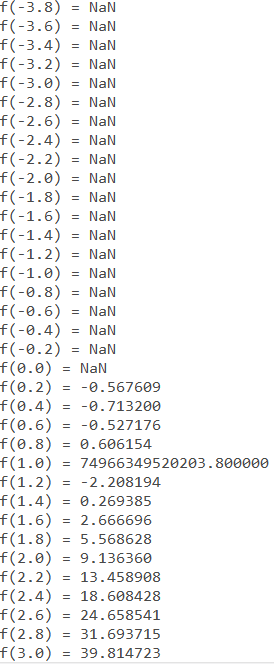 f(-3.8) = NaN
f(-3.6) = NaN
f(-3.4) = NaN
f(-3.2) = NaN
f(-3.0) = NaN
f(-2.8) = NaN
f(-2.6) = NaN
f(-2.4) = NaN
f(-2.2) = NaN
f(-2.0) = NaN
f(-1.8) = NaN
f(-1.6) = NaN
f(-1.4) = NaN
f(-1.2) = NaN
f(-1.0) = NaN
f(-0.8) = NaN
f(-0.6) = NaN
f(-0.4) = NaN
f(-0.2) = NaN
f(0.0) = NaN
f(0.2) = -0.567609
f(0.4) = -0.713200
f(0.6) = -0.527176
f(0.8) = 0.606154
f(1.0) = 74966349520203.800000
f(1.2) = -2.208194
f(1.4) = 0.269385
f(1.6) = 2.666696
f(1.8) = 5.568628
f(2.0) = 9.136360
f(2.2) = 13.458908
f(2.4) = 18.608428
f(2.6) = 24.658541
f(2.8) = 31.693715
f(3.0) = 39.814723